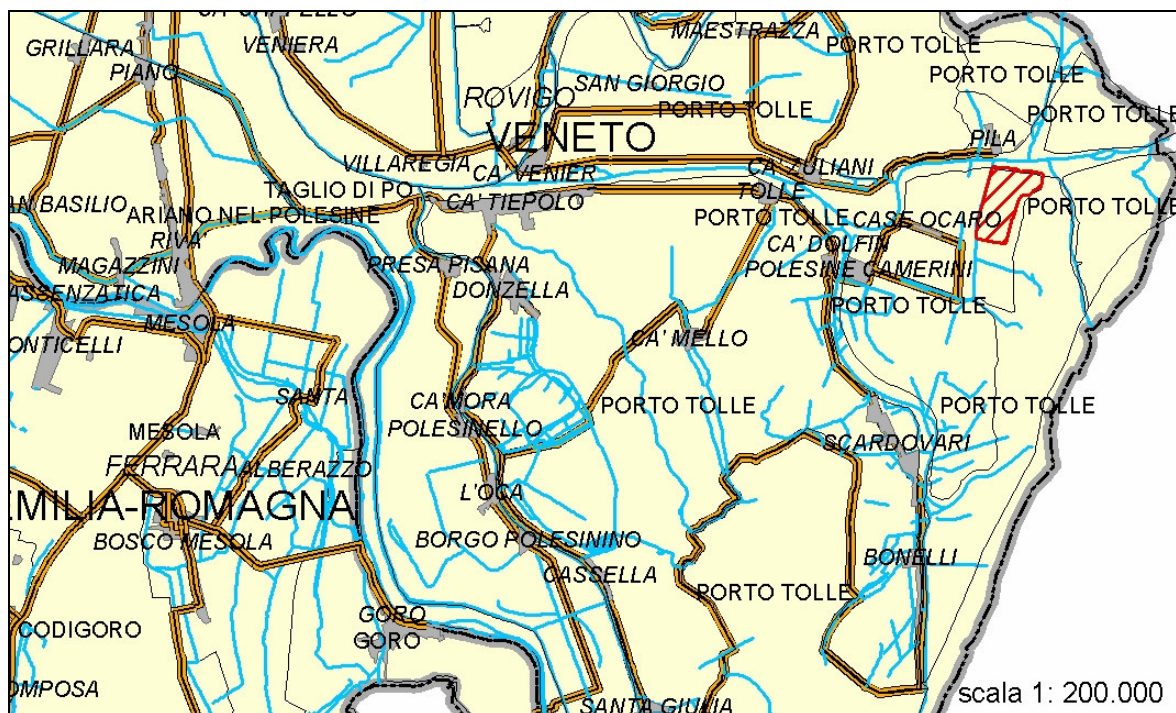 VENIERA
MAESTRAZZA
GRILLARA
PORTO TOLLE
PIANO
PORTO TOLLE
SAN GIORGIO
ROVIGO
PORTO TOLLE
PORTO TOLLE
VENETO
PILA
VILLAREGIA
CA' VENIER
CA' ZULIANI
TAGLIO DI PO
TOLLE
CA' TIEPOLO
AN BASILIO
ARIANO NEL POLESINE
PORTO TOLLE
CASE OCARO
PORTO TOLLE
RIVA
CA' DOLFIN
MAGAZZINI
PRESA PISANA
POLESINE CAMERINI
ASSENZATICA
DONZELLA
PORTO TOLLE
MESOLA
ONTICELLI
CA' MELLO
SANTA
CA'MORA
PORTO TOLLE
PORTO TOLLE
MESOLA
POLESINELLO
SCARDOVARI
FERRARA
ALBERAZZO
L'OCA
EMILIA-ROMAGNA
BOSCO MESOLA
BORGO POLESININO
BONELLI
CASSELLA
PORTO TOLLE
GORO
CODIGORO
GORO
OMPOSA
SANTA GIULIA
scala 1: 200.000